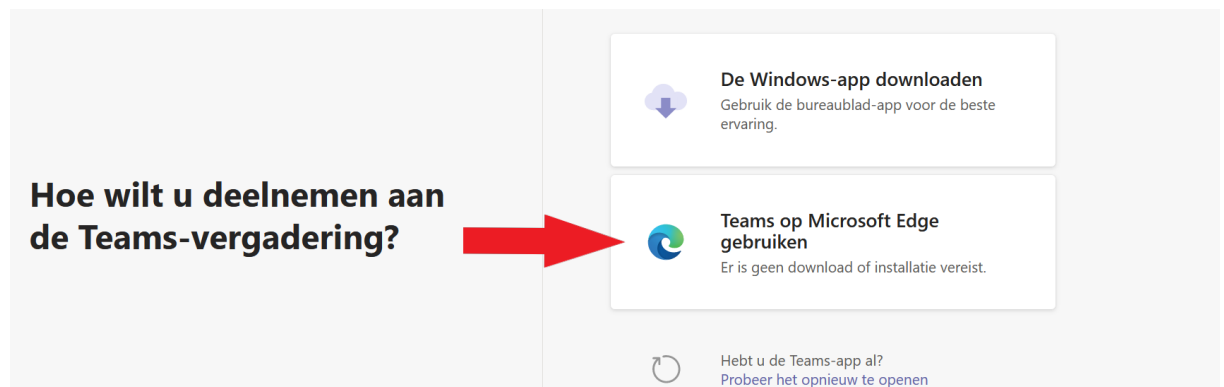 Hoe wilt u deelnemen aan
de Teams-vergadering?
De Windows-app downloaden
Gebruik de bureaublad-app voor de beste
ervaring.
Teams op Microsoft Edge
gebruiken
Er is geen download of installatie vereist.
Hebt u de Teams-app al?
Probeer het opnieuw te openen